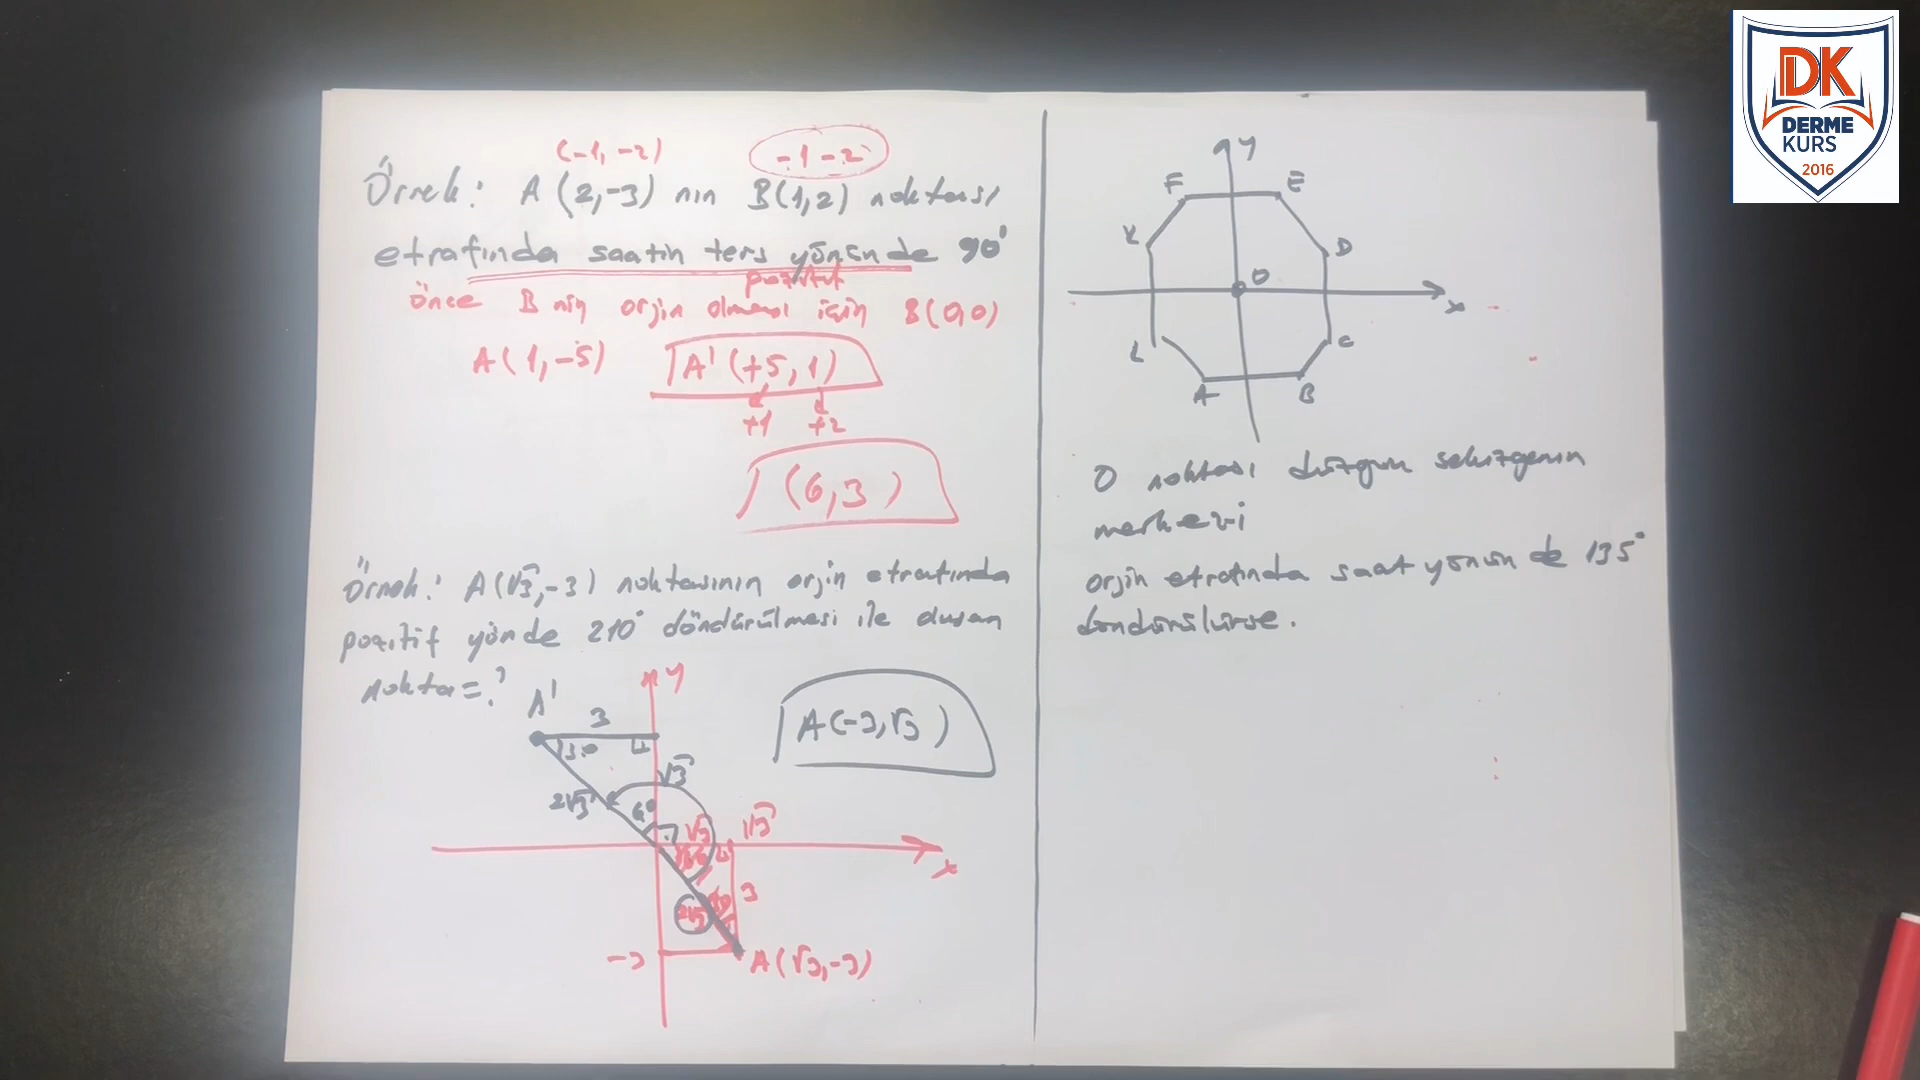 (-1, -2)
-1 -2
Örnek: A (2,-3) nın B(1,2) noktası
etrafında saatin ters yönünde 90°
pozitif
önce B nin orjin olması için B(0,0)
A(1,-5) A'(+5,1)
+1 +2
(6,3)
Örnek: A(√3,-3) noktasının orjin etrafında
pozitif yönde 210° döndürülmesi ile oluşan
nokta=?
A'
3
y
A(-3,√3)
30
√3
2√3
60
√3
√3
x
3
2√3
-3
A(√3,-3)
y
F E
K D
O
x
L C
A B
O noktası düzgün sekizgenin
merkezi
orjin etrafında saat yönünde 135°
döndürülürse.
DK
DERME
KURS
2016